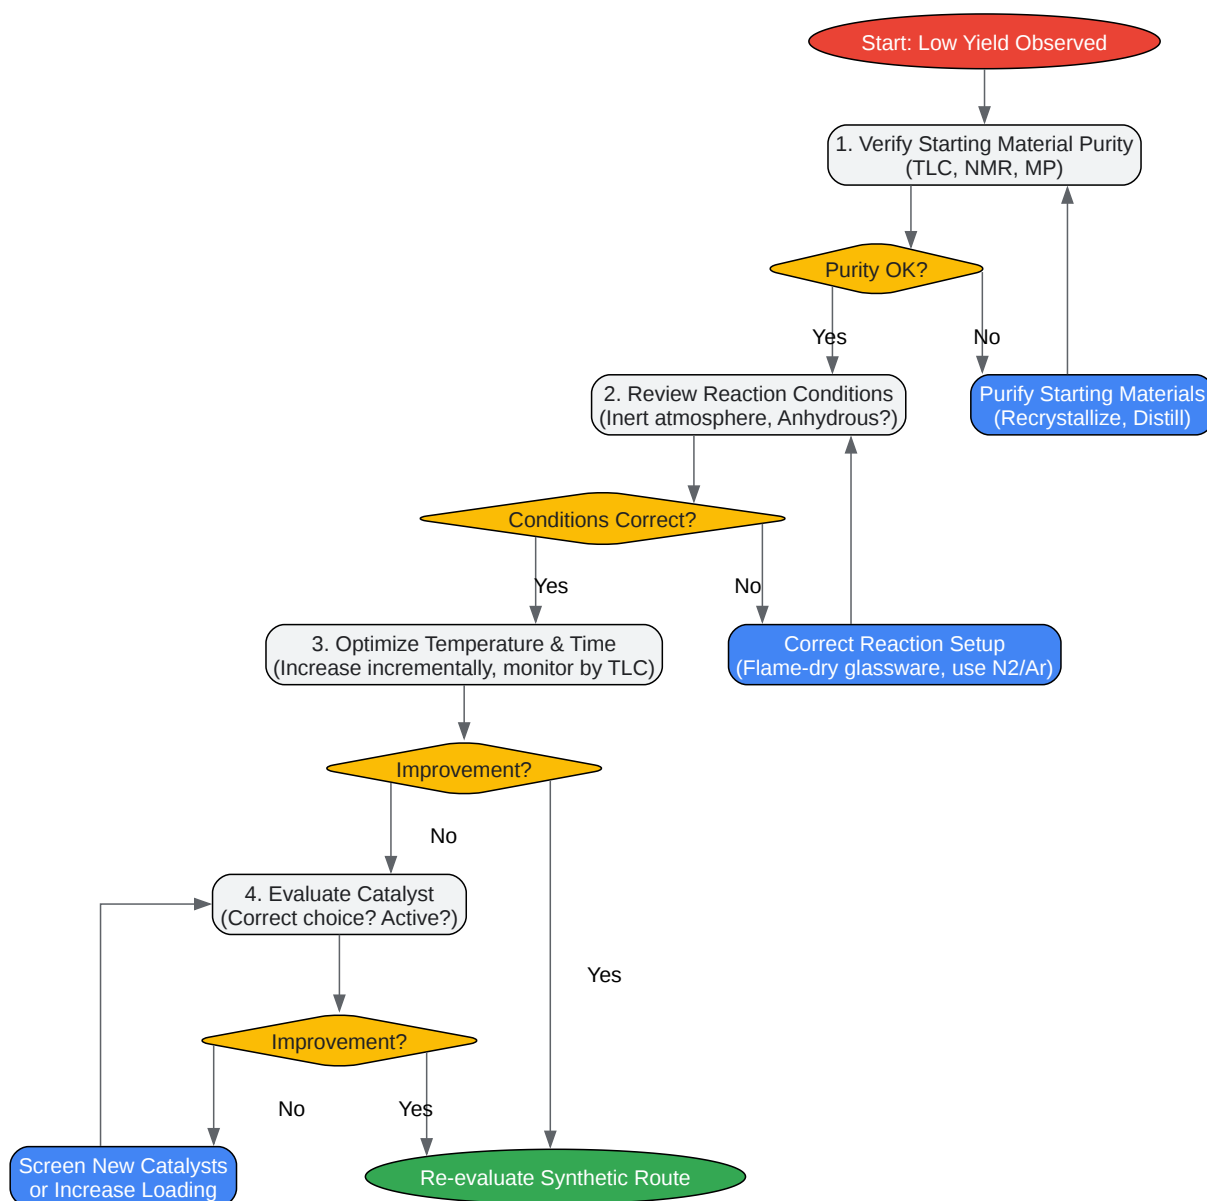 Start: Low Yield Observed
1. Verify Starting Material Purity
(TLC, NMR, MP)
Purity OK?
Yes
No
2. Review Reaction Conditions
(Inert atmosphere, Anhydrous?)
Purify Starting Materials
(Recrystallize, Distill)
Conditions Correct?
Yes
No
3. Optimize Temperature & Time
(Increase incrementally, monitor by TLC)
Correct Reaction Setup
(Flame-dry glassware, use N2/Ar)
Improvement?
No
4. Evaluate Catalyst
(Correct choice? Active?)
Yes
Improvement?
No
Yes
Screen New Catalysts
or Increase Loading
Re-evaluate Synthetic Route